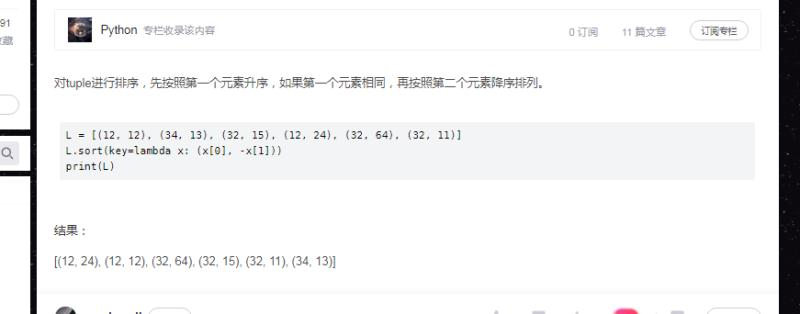 91
收藏
Python 专栏收录该内容 0 订阅 11 篇文章 订阅专栏
对tuple进行排序，先按照第一个元素升序，如果第一个元素相同，再按照第二个元素降序排列。
L = [(12, 12), (34, 13), (32, 15), (12, 24), (32, 64), (32, 11)]
L.sort(key=lambda x: (x[0], -x[1]))
print(L)
结果：
[(12, 24), (12, 12), (32, 64), (32, 15), (32, 11), (34, 13)]